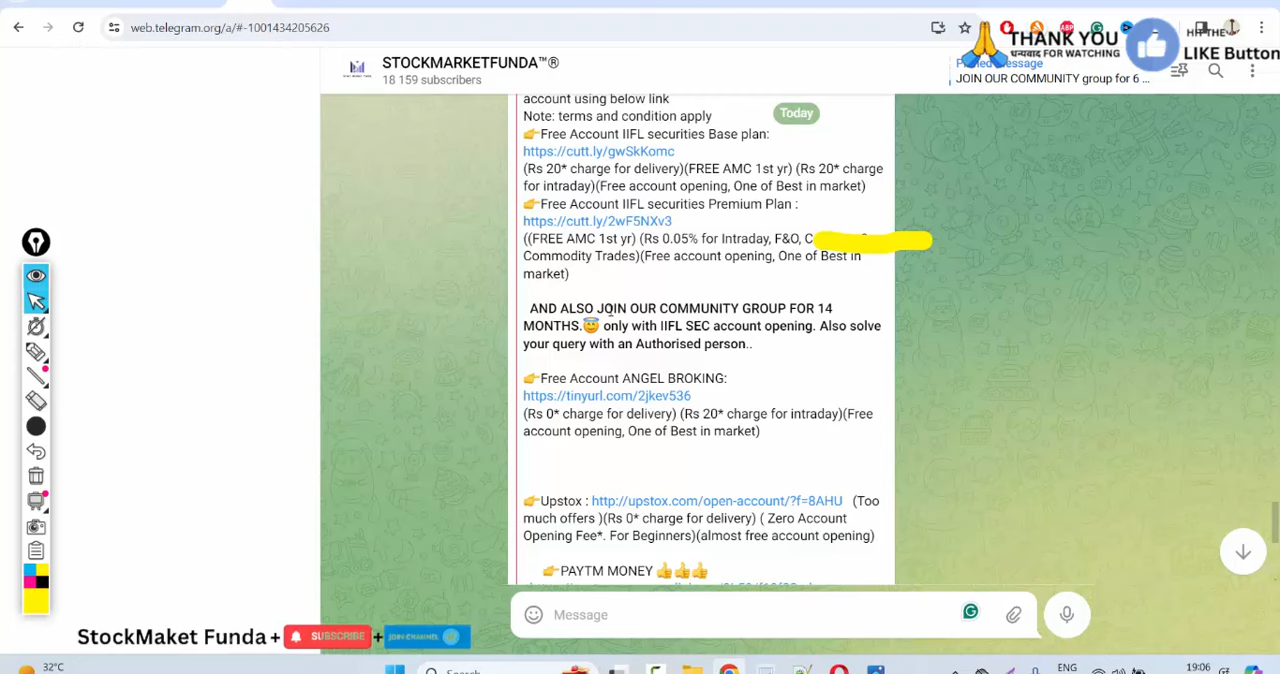 web.telegram.org/a/#-1001434205626
THANK YOU
धन्यवाद FOR WATCHING
HIT THE
LIKE Button
STOCKMARKETFUNDA™®
18 159 subscribers
Pinned Message
JOIN OUR COMMUNITY group for 6 ...
account using below link
Today
Note: terms and condition apply
👉Free Account IIFL securities Base plan:
https://cutt.ly/gwSkKomc
(Rs 20* charge for delivery)(FREE AMC 1st yr) (Rs 20* charge
for intraday)(Free account opening, One of Best in market)
👉Free Account IIFL securities Premium Plan :
https://cutt.ly/2wF5NXv3
((FREE AMC 1st yr) (Rs 0.05% for Intraday, F&O,
Commodity Trades)(Free account opening, One of Best in
market)
AND ALSO JOIN OUR COMMUNITY GROUP FOR 14
MONTHS.😇 only with IIFL SEC account opening. Also solve
your query with an Authorised person..
👉Free Account ANGEL BROKING:
https://tinyurl.com/2jkev536
(Rs 0* charge for delivery) (Rs 20* charge for intraday)(Free
account opening, One of Best in market)
👉Upstox : http://upstox.com/open-account/?f=8AHU (Too
much offers )(Rs 0* charge for delivery) ( Zero Account
Opening Fee*. For Beginners)(almost free account opening)
👉PAYTM MONEY 👍👍👍
Message
StockMaket Funda + SUBSCRIBE + JOIN CHANNEL
32°C
Search
ENG
19:06